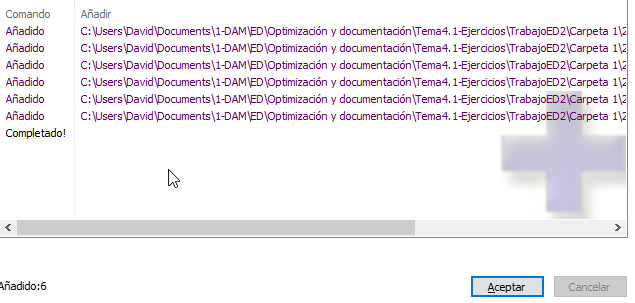 Comando Añadir
Añadido C:\Users\David\Documents\1-DAM\ED\Optimización y documentación\Tema4.1-Ejercicios\TrabajoED2\Carpeta 1\2
Añadido C:\Users\David\Documents\1-DAM\ED\Optimización y documentación\Tema4.1-Ejercicios\TrabajoED2\Carpeta 1\2
Añadido C:\Users\David\Documents\1-DAM\ED\Optimización y documentación\Tema4.1-Ejercicios\TrabajoED2\Carpeta 1\2
Añadido C:\Users\David\Documents\1-DAM\ED\Optimización y documentación\Tema4.1-Ejercicios\TrabajoED2\Carpeta 1\2
Añadido C:\Users\David\Documents\1-DAM\ED\Optimización y documentación\Tema4.1-Ejercicios\TrabajoED2\Carpeta 1\2
Añadido C:\Users\David\Documents\1-DAM\ED\Optimización y documentación\Tema4.1-Ejercicios\TrabajoED2\Carpeta 1\2
Completado!
Añadido:6
Aceptar Cancelar